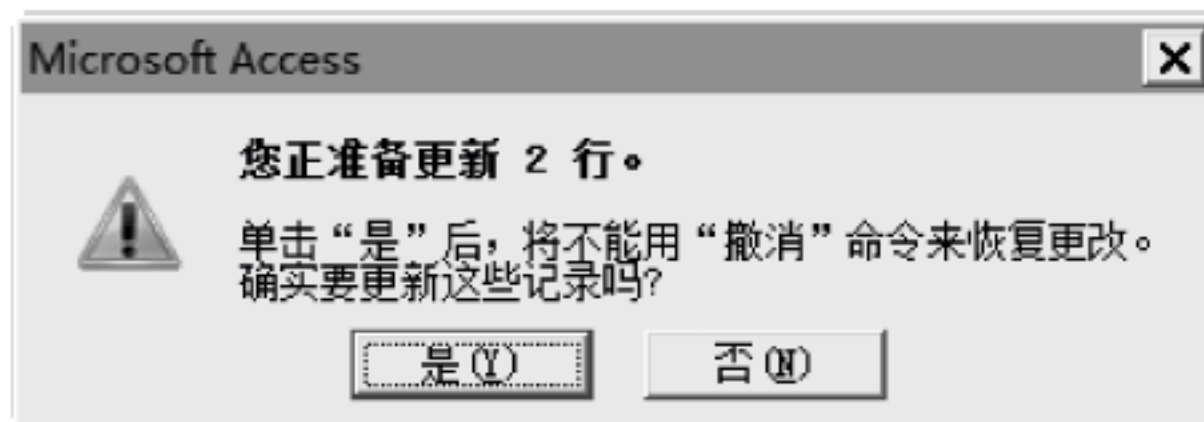 Microsoft Access
您正准备更新 2 行。
单击“是”后，将不能用“撤消”命令来恢复更改。
确实要更新这些记录吗?
是(Y)
否(N)